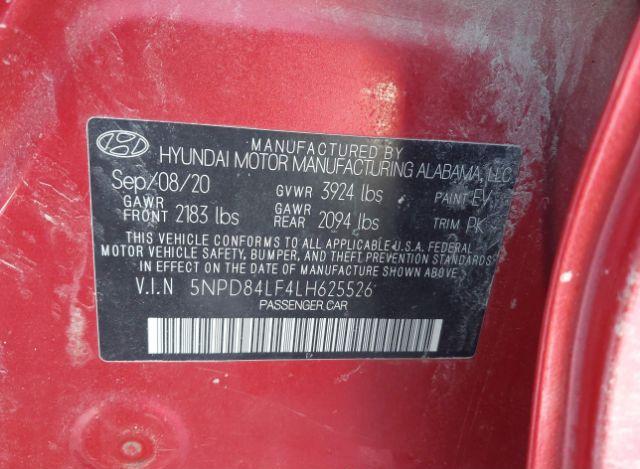 MANUFACTURED BY
HYUNDAI MOTOR MANUFACTURING ALABAMA, LLC
Sep/08/20 GVWR 3924 lbs PAINT EV
GAWR FRONT 2183 lbs GAWR REAR 2094 lbs TRIM PK
THIS VEHICLE CONFORMS TO ALL APPLICABLE U.S.A. FEDERAL
MOTOR VEHICLE SAFETY, BUMPER, AND THEFT PREVENTION STANDARDS
IN EFFECT ON THE DATE OF MANUFACTURE SHOWN ABOVE.
V.I.N 5NPD84LF4LH625526
PASSENGER CAR